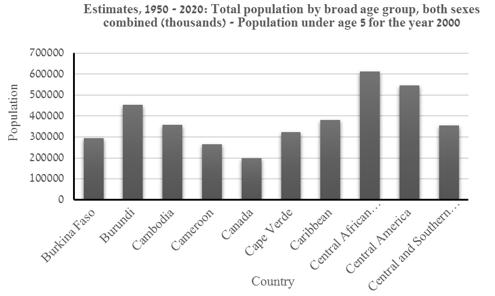 Estimates, 1950 - 2020: Total population by broad age group, both sexes
combined (thousands) - Population under age 5 for the year 2000
700000
600000
500000
400000
300000
200000
100000
0
Population
Burkina Faso
Burundi
Cambodia
Cameroon
Canada
Cape Verde
Caribbean
Central African...
Central America
Central and Southern...
Country